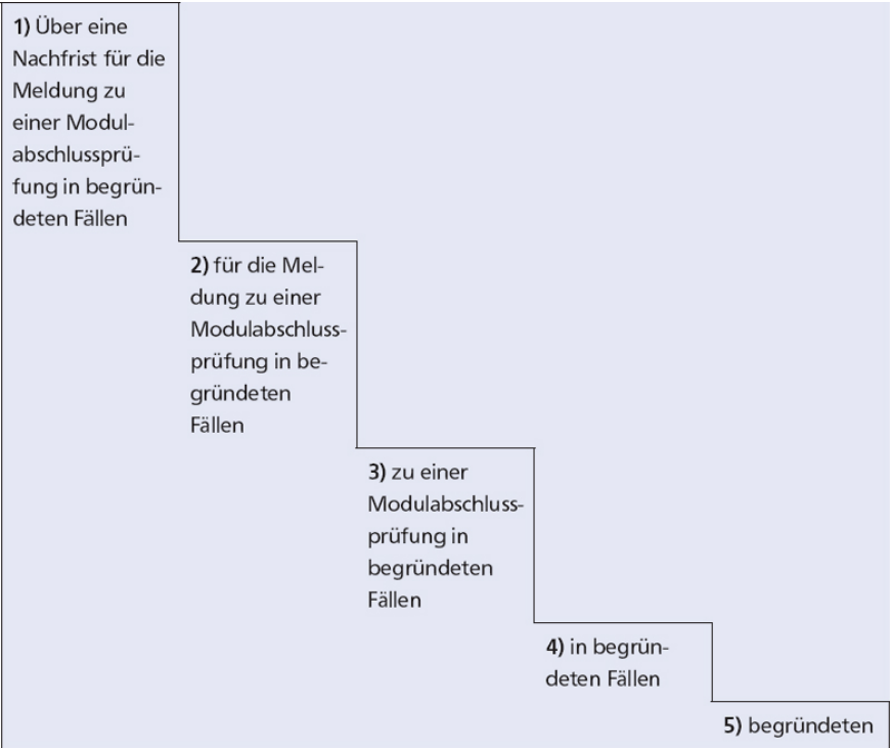 1) Über eine
Nachfrist für die
Meldung zu
einer Modul-
abschlussprü-
fung in begrün-
deten Fällen
2) für die Mel-
dung zu einer
Modulabschluss-
prüfung in be-
gründeten
Fällen
3) zu einer
Modulabschluss-
prüfung in
begründeten
Fällen
4) in begrün-
deten Fällen
5) begründeten